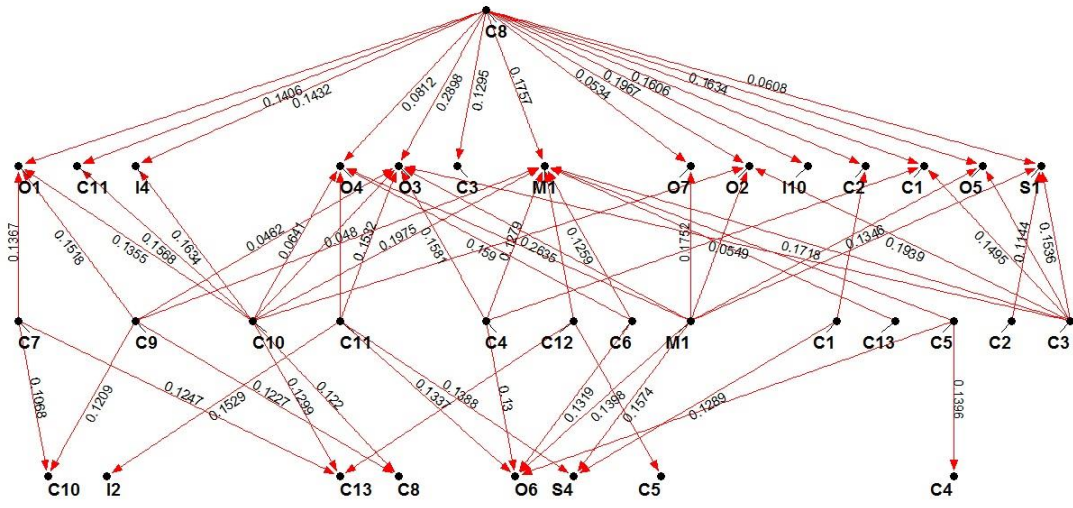 C8
0.1406
0.1432
0.0812
0.2898
0.1295
0.1757
0.0534
0.1967
0.1606
0.1634
0.0608
O1
C11
I4
O4
O3
C3
M1
O7
O2
I10
C2
C1
O5
S1
0.1367
0.1518
0.1355
0.1568
0.1634
0.0462
0.0641
0.048
0.1532
0.1975
0.1581
0.1279
0.159
0.2635
0.1259
0.1752
0.0549
0.1718
0.1346
0.1939
0.1495
0.1144
0.1536
C7
C9
C10
C11
C4
C12
C6
M1
C1
C13
C5
C2
C3
0.1068
0.1209
0.1247
0.1529
0.1227
0.1299
0.122
0.1337
0.1388
0.13
0.1319
0.1398
0.1574
0.1289
0.1396
C10
I2
C13
C8
O6
S4
C5
C4